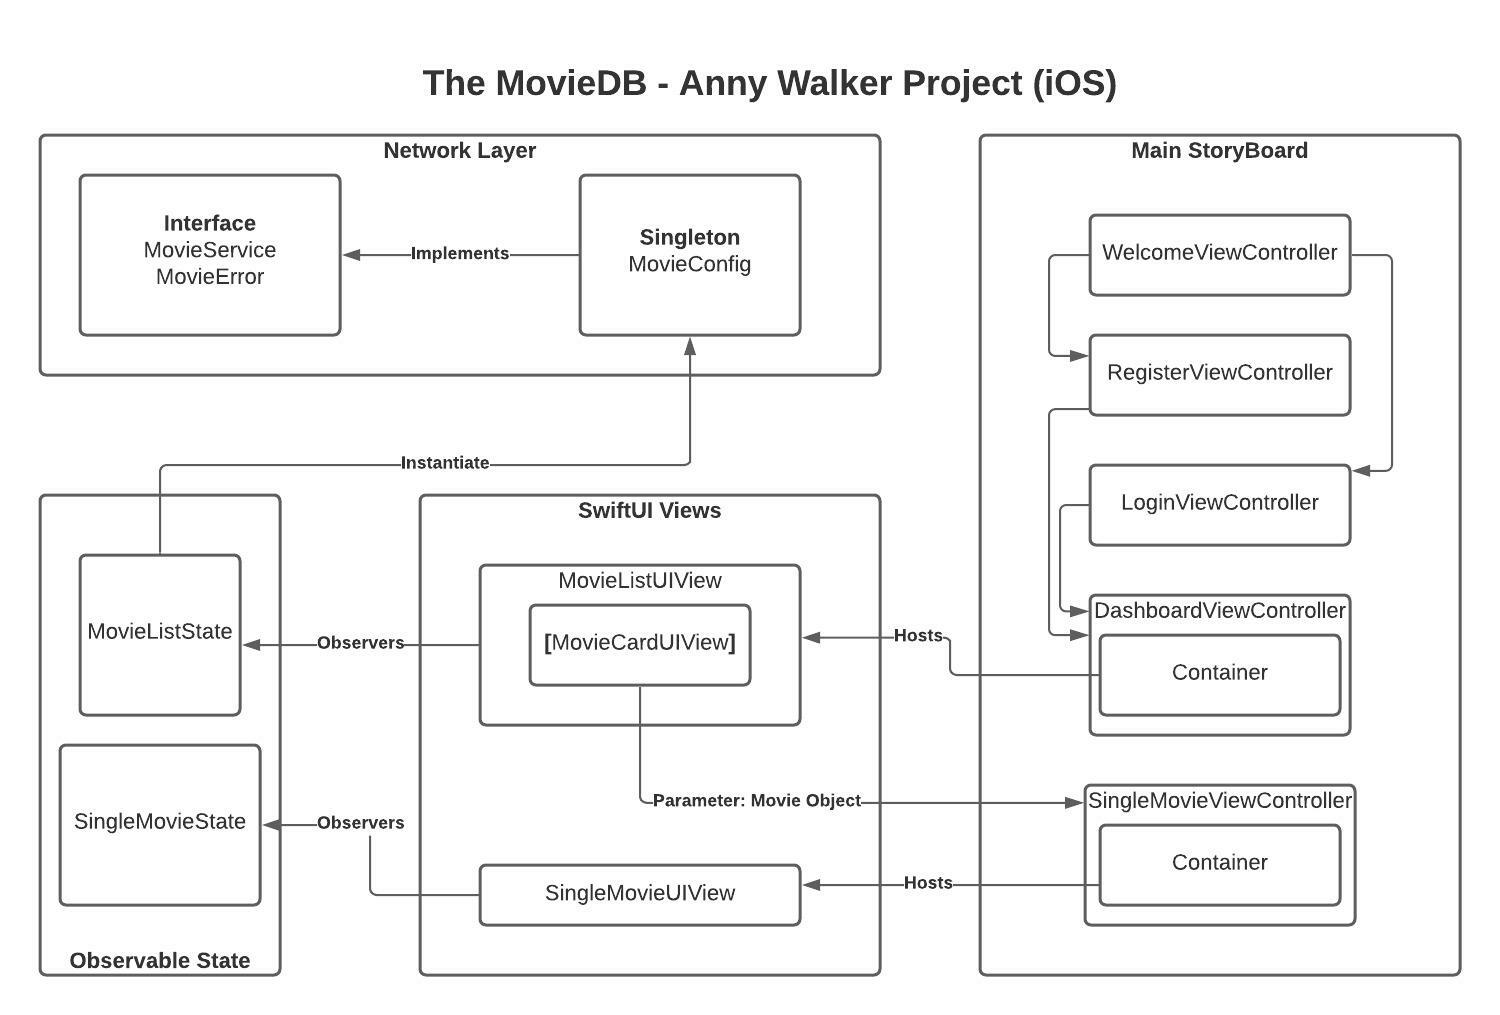 The MovieDB - Anny Walker Project (iOS)
Network Layer
Interface
MovieService
MovieError
Implements
Singleton
MovieConfig
Instantiate
Observable State
MovieListState
SingleMovieState
Observers
Observers
SwiftUI Views
MovieListUIView
[MovieCardUIView]
Parameter: Movie Object
SingleMovieUIView
Hosts
Hosts
Main StoryBoard
WelcomeViewController
RegisterViewController
LoginViewController
DashboardViewController
Container
SingleMovieViewController
Container